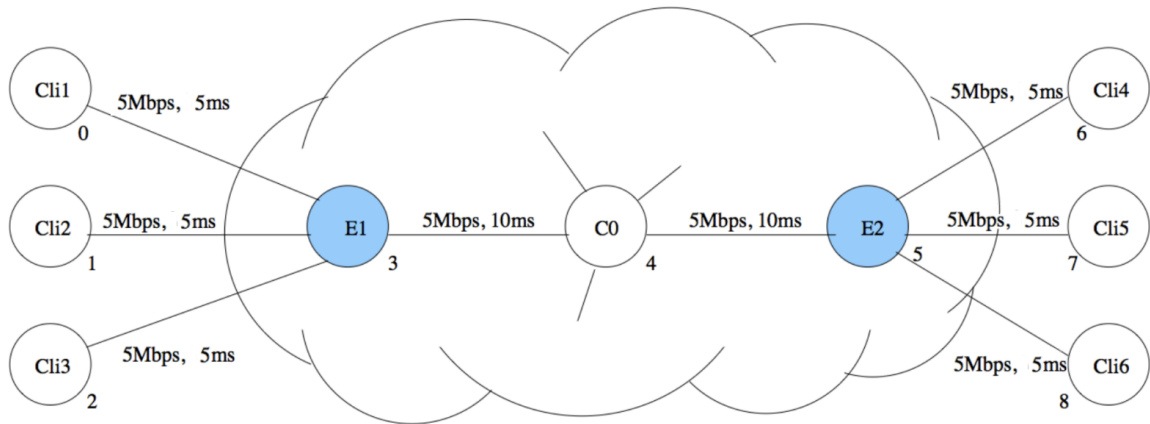 Cli1
5Mbps, 5ms
0
Cli2
5Mbps, 5ms
1
Cli3
5Mbps, 5ms
2
E1
3
5Mbps,10ms
C0
4
5Mbps,10ms
E2
5
5Mbps, 5ms
Cli4
6
5Mbps, 5ms
Cli5
7
5Mbps, 5ms
Cli6
8